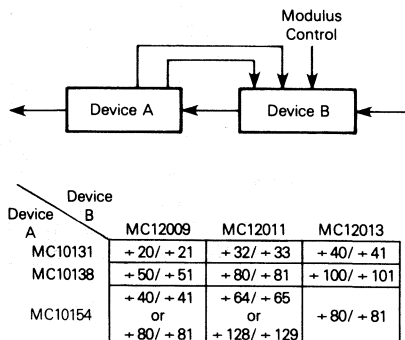 Modulus
Control
Device A
Device B
Device
B
Device
A
MC12009 MC12011 MC12013
MC10131 ÷20/÷21 ÷32/÷33 ÷40/÷41
MC10138 ÷50/÷51 ÷80/÷81 ÷100/÷101
MC10154 ÷40/÷41 or ÷80/÷81 ÷64/÷65 or ÷128/÷129 ÷80/÷81